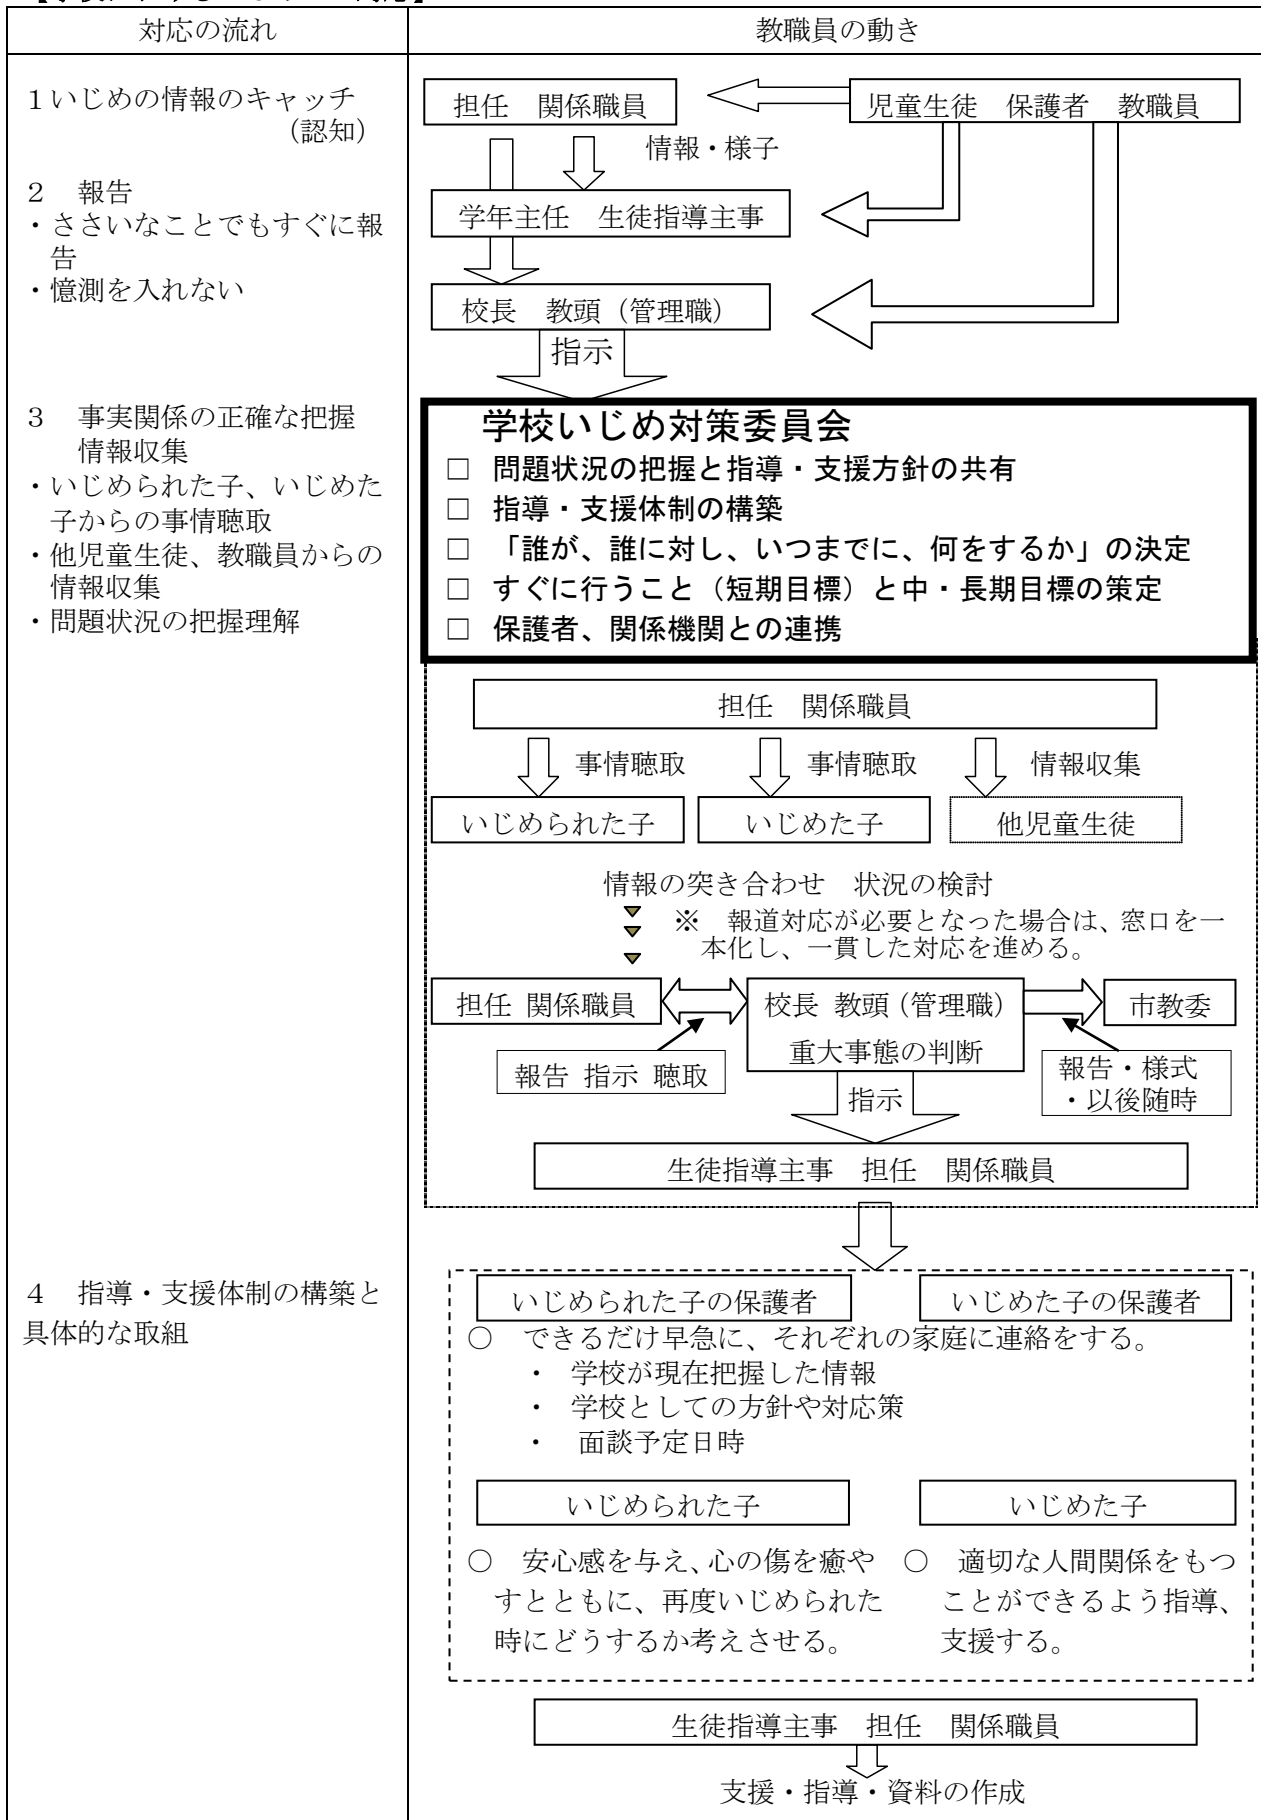 対応の流れ
教職員の動き
1いじめの情報のキャッチ
（認知）
2　報告
・ささいなことでもすぐに報
告
・憶測を入れない
担任　関係職員
児童生徒　保護者　教職員
情報・様子
学年主任　生徒指導主事
校長　教頭（管理職）
指示
3　事実関係の正確な把握
情報収集
・いじめられた子、いじめた
子からの事情聴取
・他児童生徒、教職員からの
情報収集
・問題状況の把握理解
学校いじめ対策委員会
□　問題状況の把握と指導・支援方針の共有
□　指導・支援体制の構築
□　「誰が、誰に対し、いつまでに、何をするか」の決定
□　すぐに行うこと（短期目標）と中・長期目標の策定
□　保護者、関係機関との連携
担任　関係職員
事情聴取
事情聴取
情報収集
いじめられた子
いじめた子
他児童生徒
情報の突き合わせ　状況の検討
※　報道対応が必要となった場合は、窓口を一
本化し、一貫した対応を進める。
担任 関係職員
校長 教頭（管理職）
重大事態の判断
市教委
報告 指示 聴取
報告・様式
・以後随時
指示
生徒指導主事　担任　関係職員
4　指導・支援体制の構築と
具体的な取組
いじめられた子の保護者
いじめた子の保護者
○　できるだけ早急に、それぞれの家庭に連絡をする。
・　学校が現在把握した情報
・　学校としての方針や対応策
・　面談予定日時
いじめられた子
いじめた子
○　安心感を与え、心の傷を癒や
すとともに、再度いじめられた
時にどうするか考えさせる。
○　適切な人間関係をもつ
ことができるよう指導、
支援する。
生徒指導主事　担任　関係職員
支援・指導・資料の作成